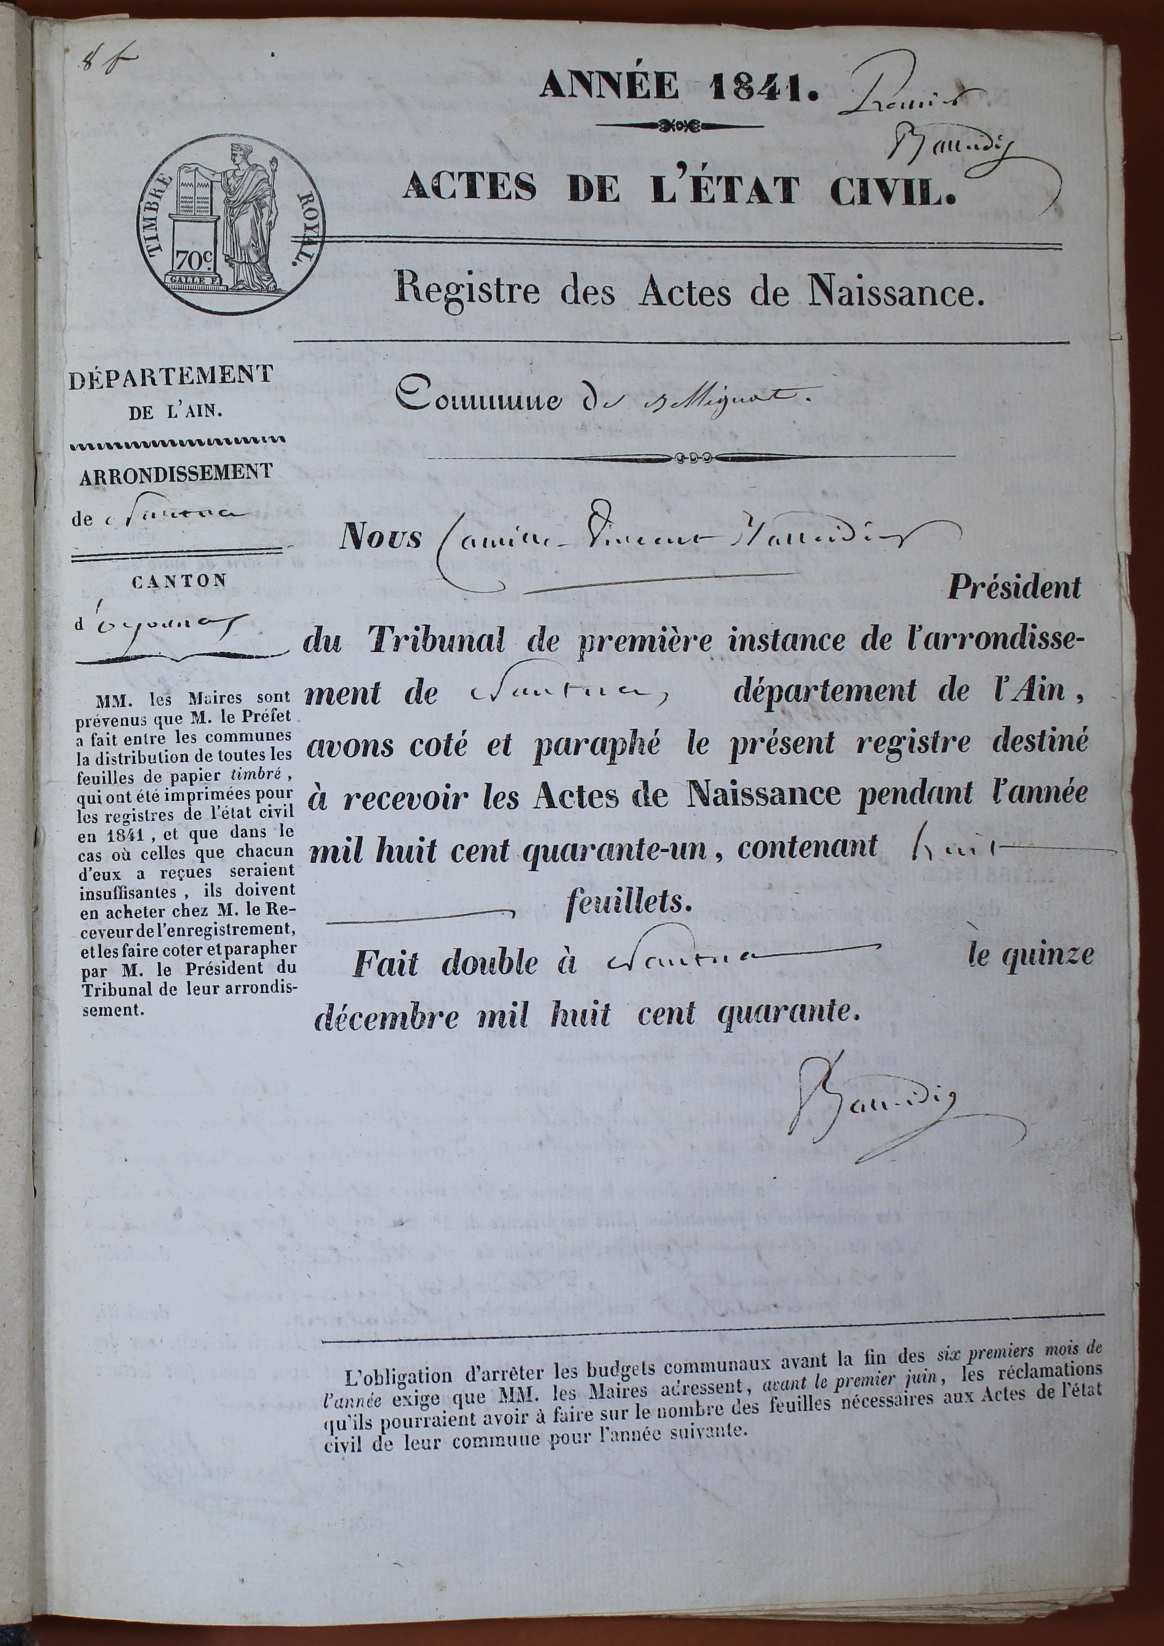 8 f
ANNÉE 1841.
Premier
Baudin
ACTES DE L'ÉTAT CIVIL.
TIMBRE ROYAL.
70c.
GALLE F.
Registre des Actes de Naissance.
DÉPARTEMENT
DE L'AIN.
ARRONDISSEMENT
de Nantua
CANTON
d'oyonnax
MM. les Maires sont
prévenus que M. le Préfet
a fait entre les communes
la distribution de toutes les
feuilles de papier timbré,
qui ont été imprimées pour
les registres de l'état civil
en 1841, et que dans le
cas où celles que chacun
d'eux a reçues seraient
insuffisantes, ils doivent
en acheter chez M. le Re-
ceveur de l'enregistrement,
et les faire coter et parapher
par M. le Président du
Tribunal de leur arrondis-
sement.
Commune de Bellignat.
Nous Camille Vincent
Président
du Tribunal de première instance de l'arrondisse-
ment de Nantua, département de l'Ain,
avons coté et paraphé le présent registre destiné
à recevoir les Actes de Naissance pendant l'année
mil huit cent quarante-un, contenant huit
feuillets.
Fait double à Nantua le quinze
décembre mil huit cent quarante.
L'obligation d'arrêter les budgets communaux avant la fin des six premiers mois de
l'année exige que MM. les Maires adressent, avant le premier juin, les réclamations
qu'ils pourraient avoir à faire sur le nombre des feuilles nécessaires aux Actes de l'état
civil de leur commune pour l'année suivante.